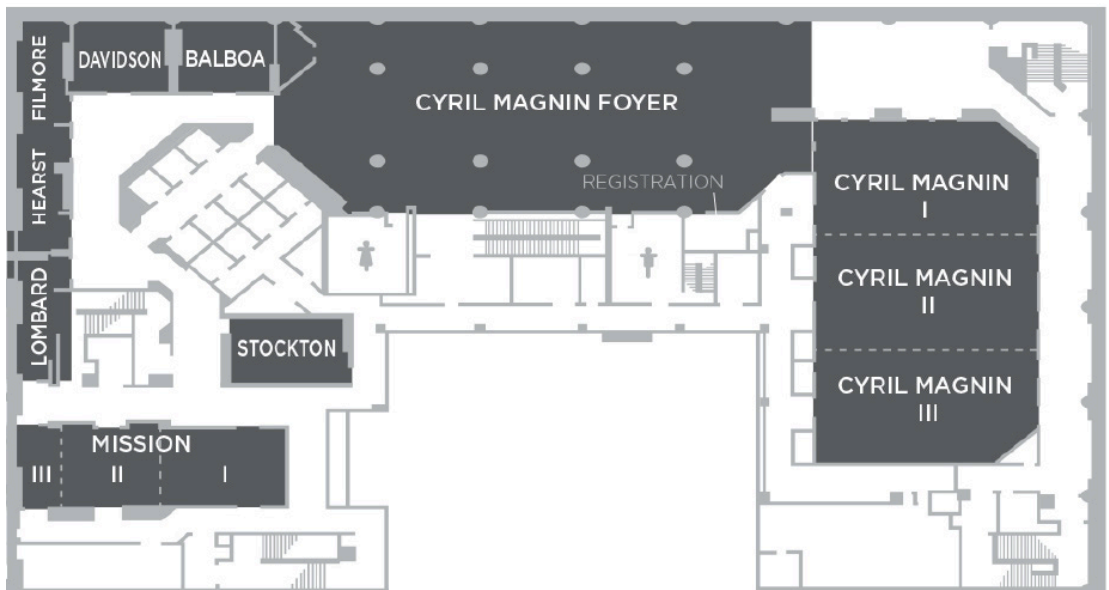 FILMORE
DAVIDSON
BALBOA
CYRIL MAGNIN FOYER
HEARST
REGISTRATION
CYRIL MAGNIN
I
CYRIL MAGNIN
II
LOMBARD
STOCKTON
CYRIL MAGNIN
III
MISSION
III II I